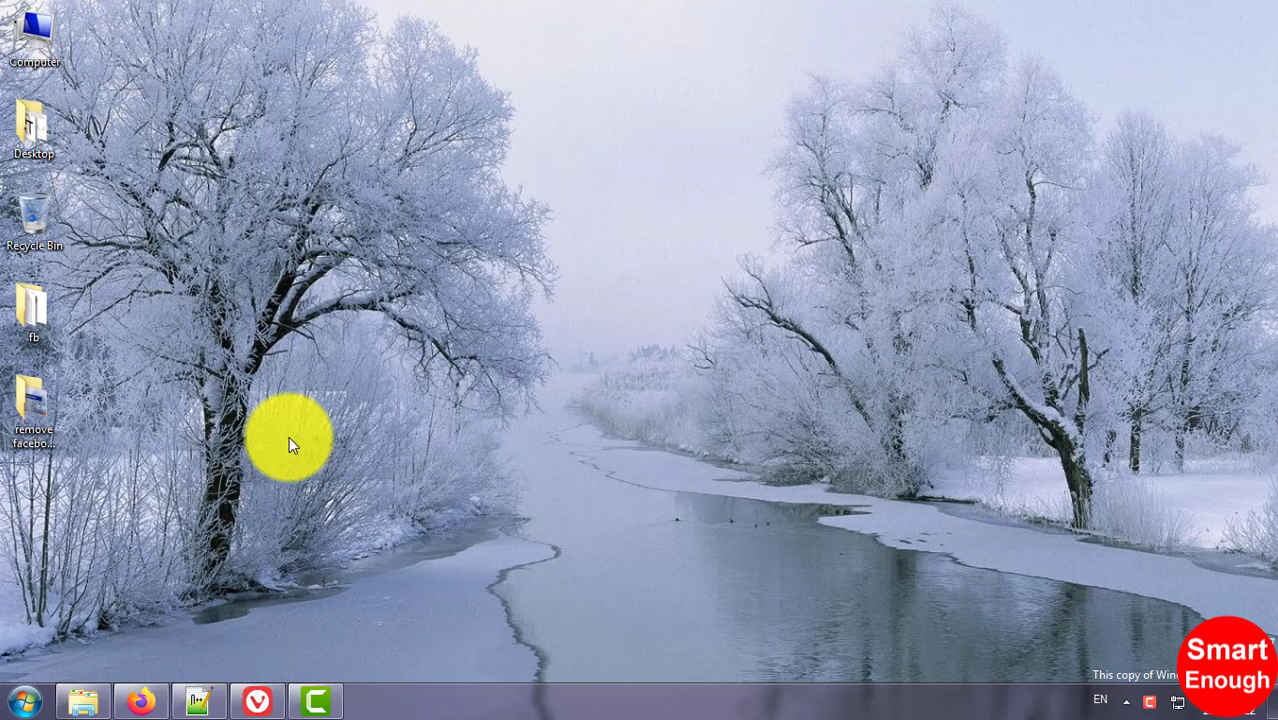 Computer
Desktop
Recycle Bin
fb
remove
facebo...
This copy of Win
Smart
Enough
EN